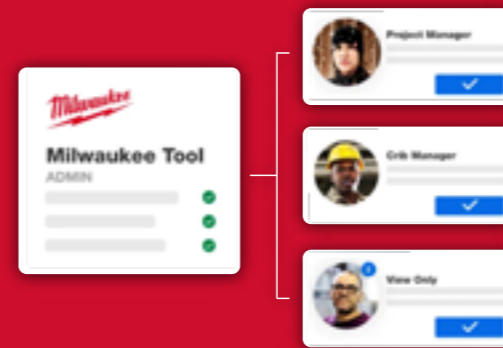 Milwaukee
Milwaukee Tool
ADMIN
Project Manager
Crib Manager
View Only